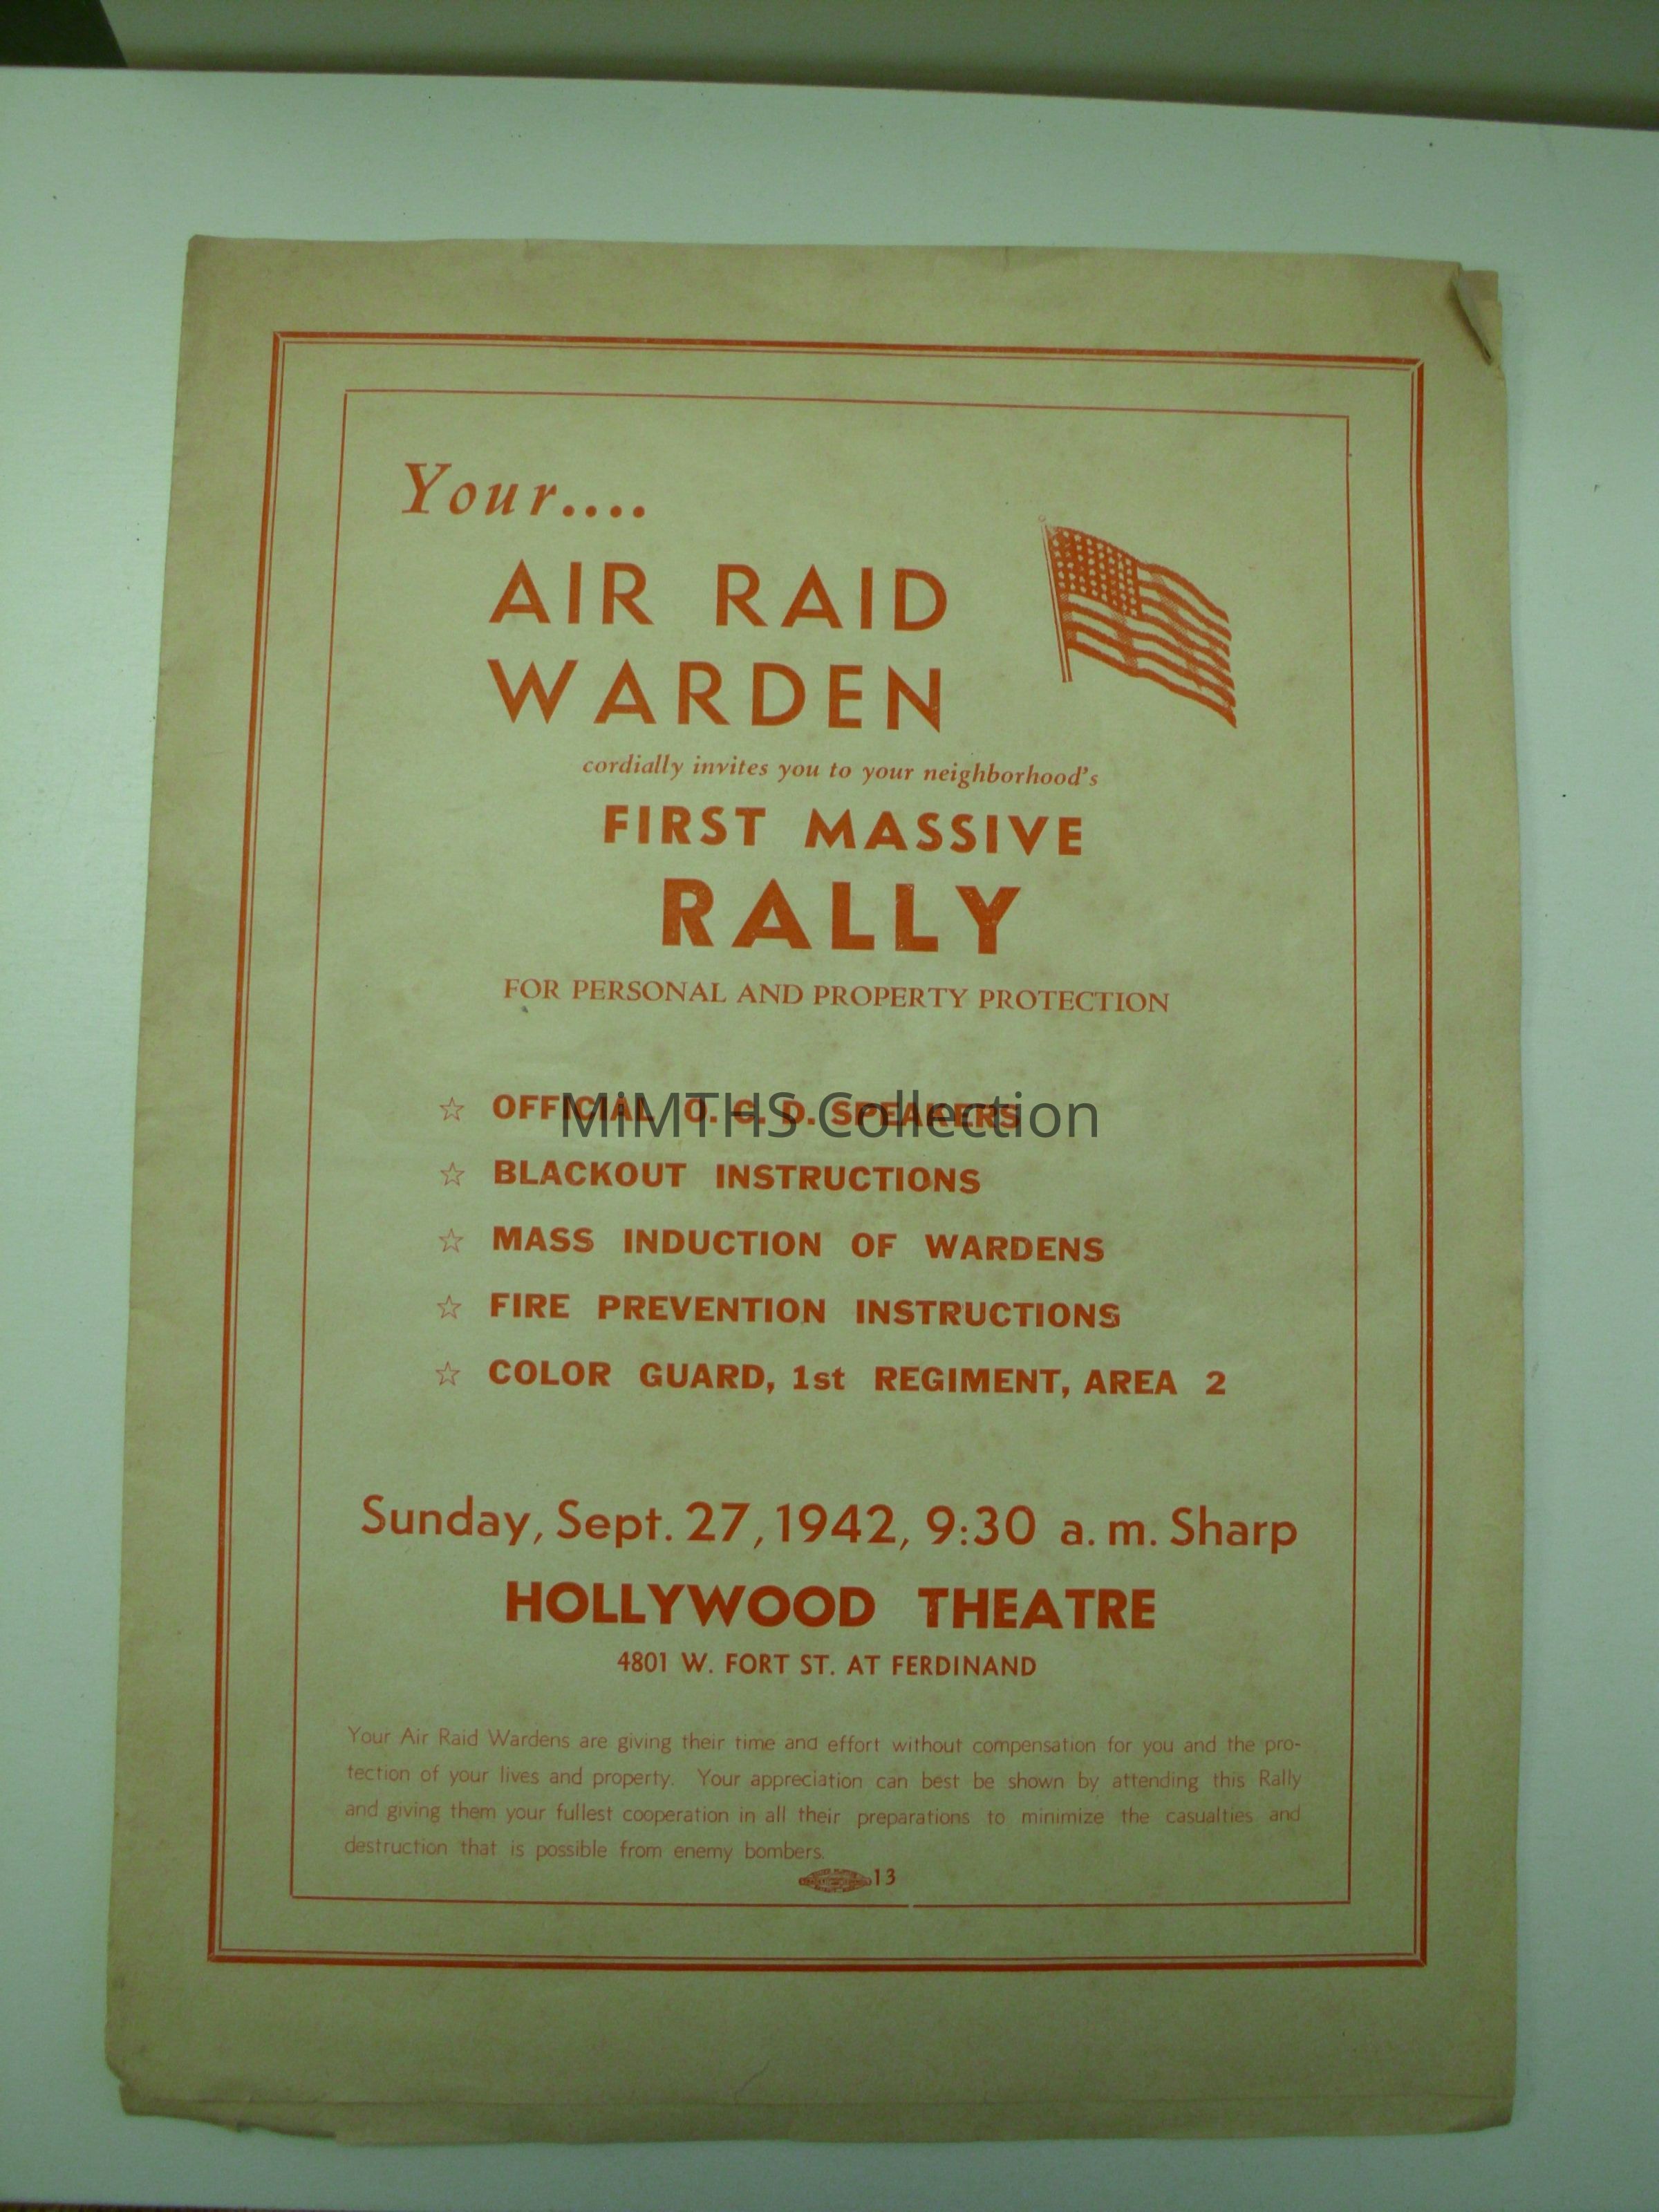 Your....
AIR RAID
WARDEN
cordially invites you to your neighborhood's
FIRST MASSIVE
RALLY
FOR PERSONAL AND PROPERTY PROTECTION
☆ OFFICIAL O. C. D. SPEAKERS
MiMTHS Collection
☆ BLACKOUT INSTRUCTIONS
☆ MASS INDUCTION OF WARDENS
☆ FIRE PREVENTION INSTRUCTIONS
☆ COLOR GUARD, 1st REGIMENT, AREA 2
Sunday, Sept. 27, 1942, 9:30 a. m. Sharp
HOLLYWOOD THEATRE
4801 W. FORT ST. AT FERDINAND
Your Air Raid Wardens are giving their time and effort without compensation for you and the pro-
tection of your lives and property. Your appreciation can best be shown by attending this Rally
and giving them your fullest cooperation in all their preparations to minimize the casualties and
destruction that is possible from enemy bombers.
13